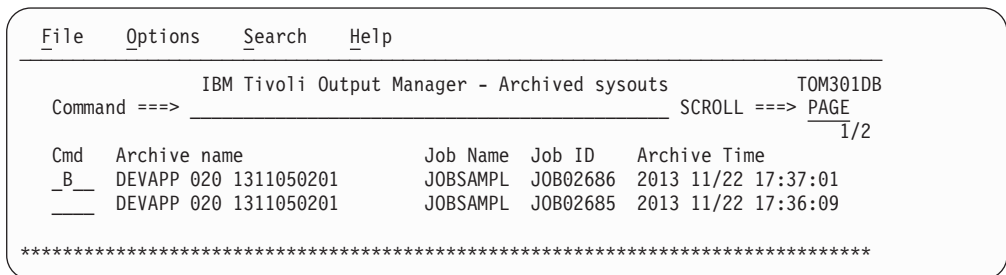 File Options Search Help
IBM Tivoli Output Manager - Archived sysouts TOM301DB
Command ===> _____________________________________________ SCROLL ===> PAGE
1/2
Cmd Archive name Job Name Job ID Archive Time
_B__ DEVAPP 020 1311050201 JOBSAMPL JOB02686 2013 11/22 17:37:01
____ DEVAPP 020 1311050201 JOBSAMPL JOB02685 2013 11/22 17:36:09
********************************************************************************